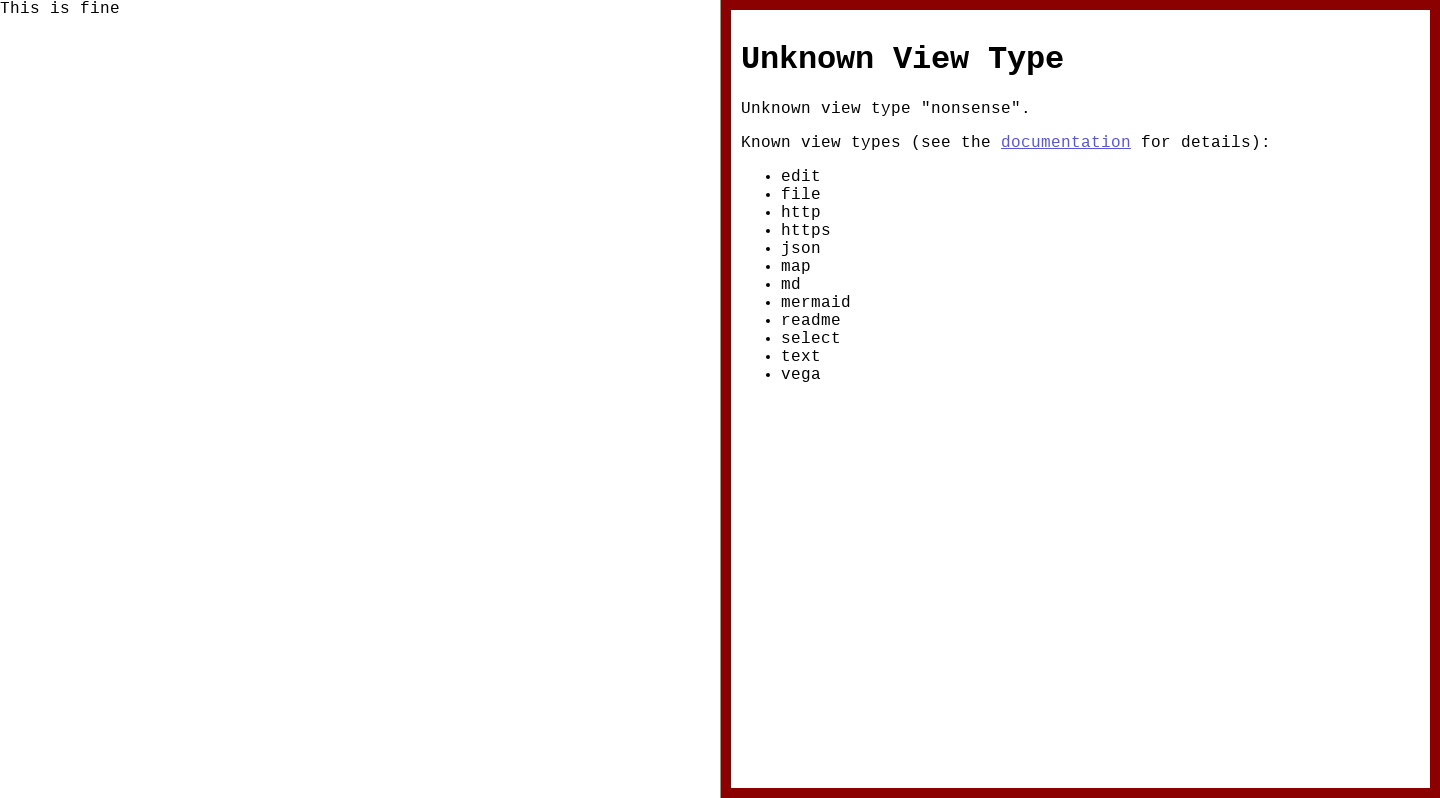 This is fine
Unknown View Type
Unknown view type "nonsense".
Known view types (see the documentation for details):
edit
file
http
https
json
map
md
mermaid
readme
select
text
vega